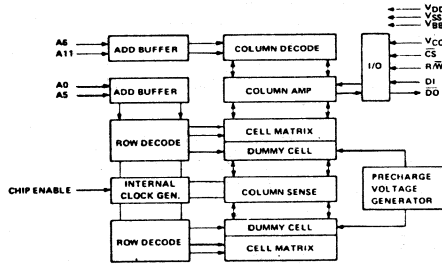 VDD
VSS
VBB
A6
A11
ADD BUFFER
COLUMN DECODE
I/O
VCC
CS
R/W
DI
DO
A0
A5
ADD BUFFER
COLUMN AMP
ROW DECODE
CELL MATRIX
DUMMY CELL
CHIP ENABLE
INTERNAL
CLOCK GEN.
COLUMN SENSE
PRECHARGE
VOLTAGE
GENERATOR
ROW DECODE
DUMMY CELL
CELL MATRIX